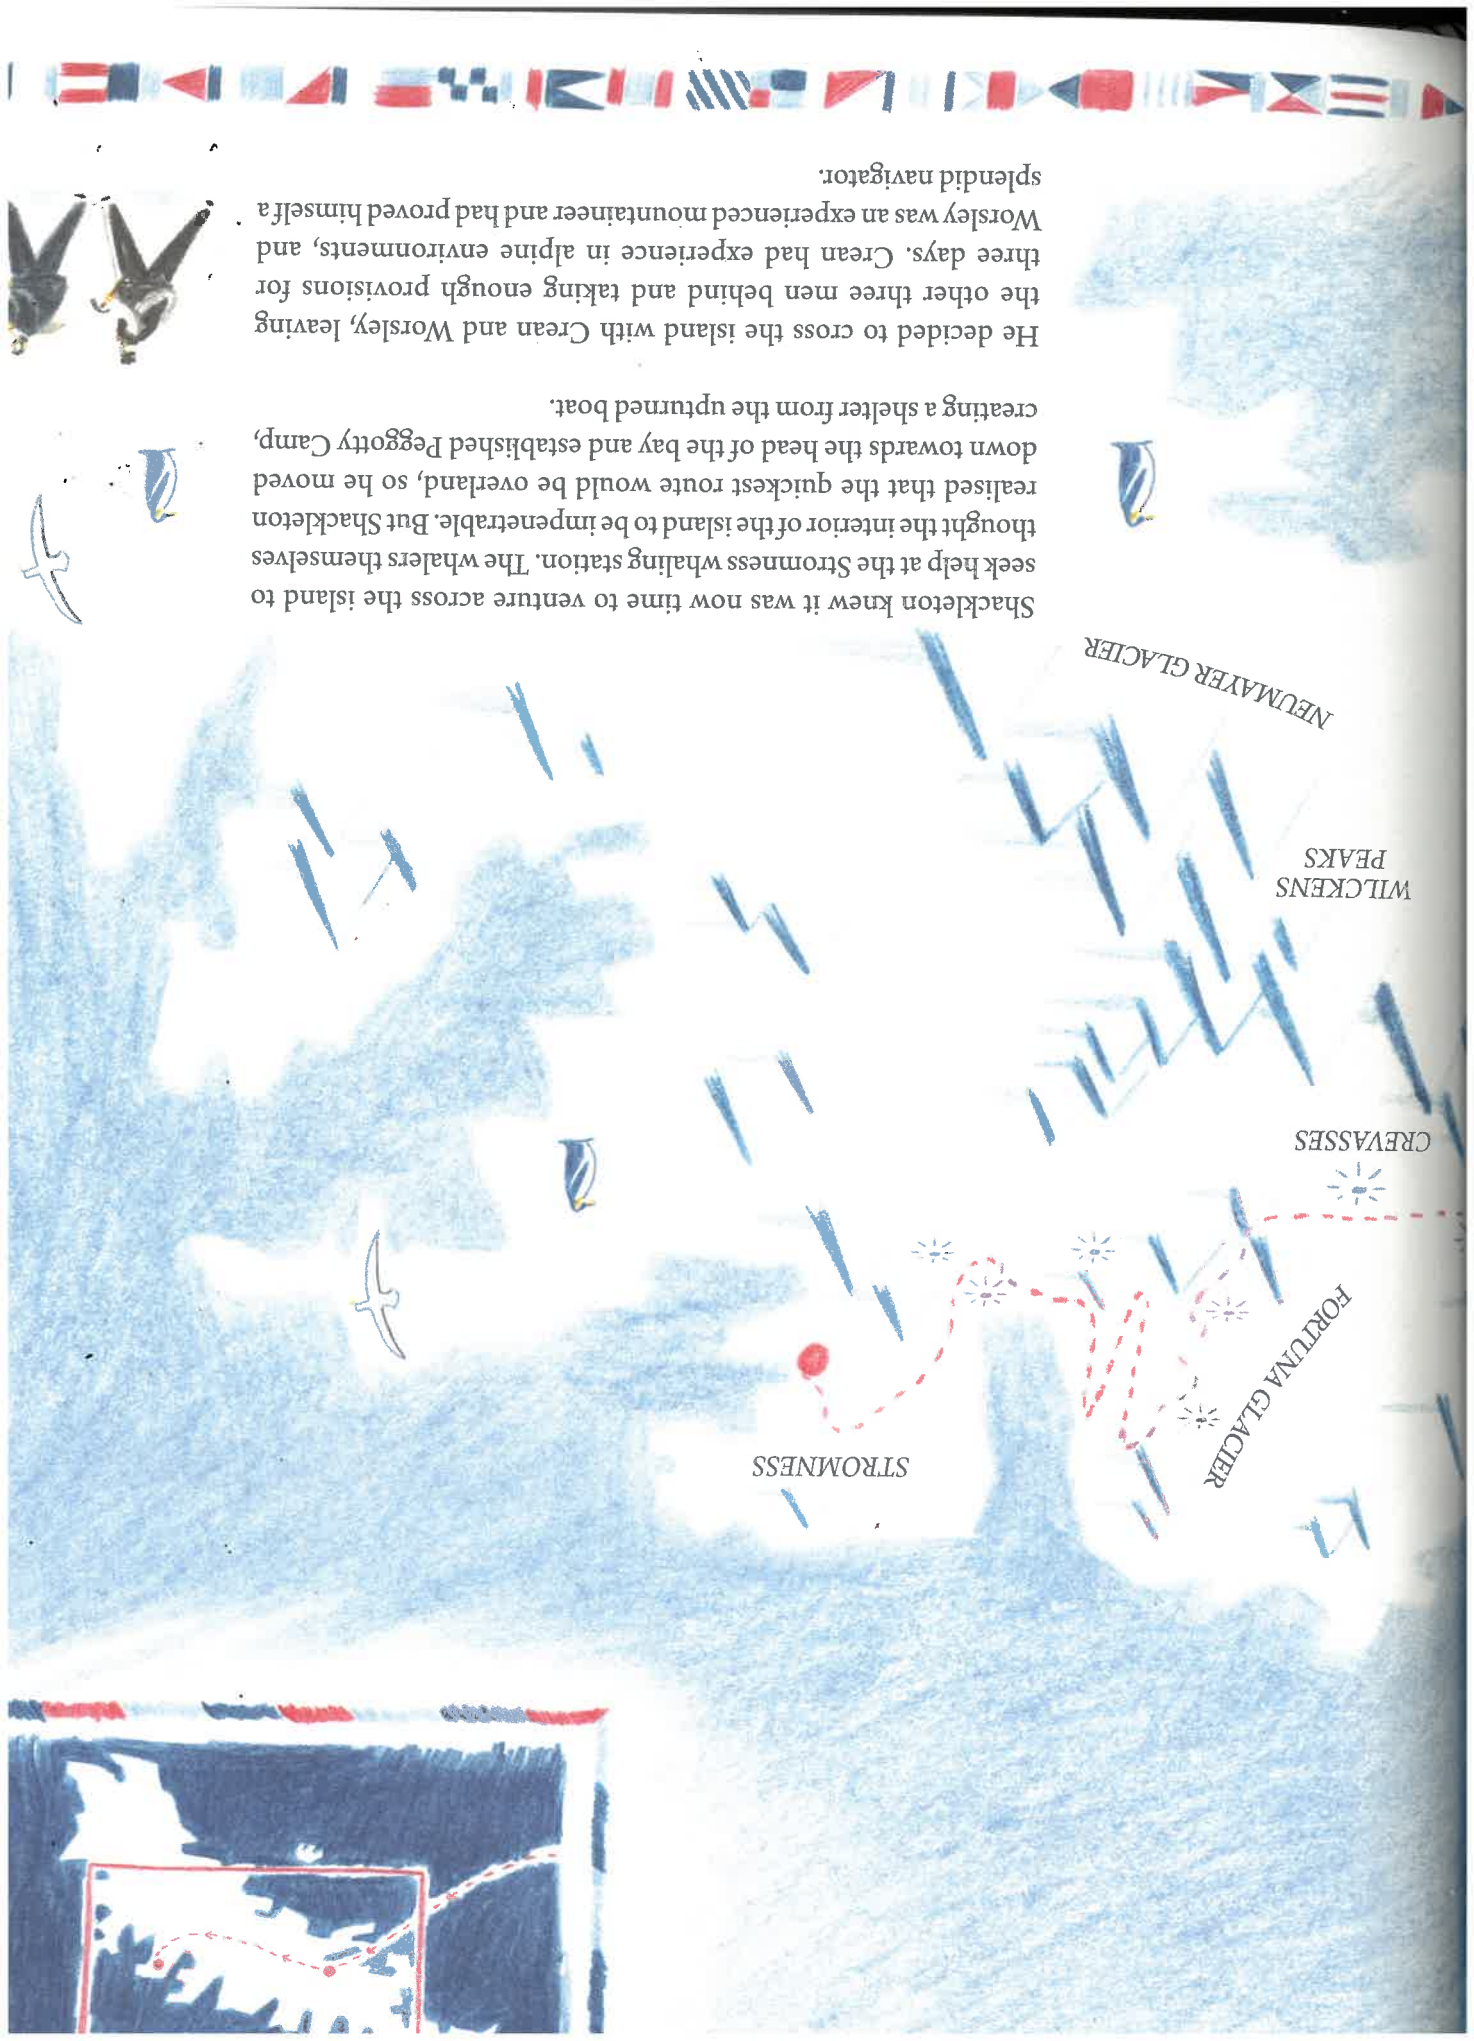 Shackleton knew it was now time to venture across the island to
seek help at the Stromness whaling station. The whalers themselves
thought the interior of the island to be impenetrable. But Shackleton
realised that the quickest route would be overland, so he moved
down towards the head of the bay and established Peggotty Camp,
creating a shelter from the upturned boat.
He decided to cross the island with Crean and Worsley, leaving
the other three men behind and taking enough provisions for
three days. Crean had experience in alpine environments, and
Worsley was an experienced mountaineer and had proved himself a
splendid navigator.
STROMNESS
FORTUNA GLACIER
CREVASSES
WILCKENS
PEAKS
NEUMAYER GLACIER